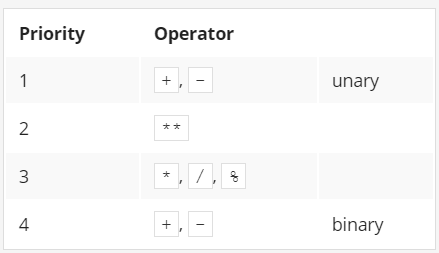 Priority Operator
1 +, - unary
2 **
3 *, /, %
4 +, - binary